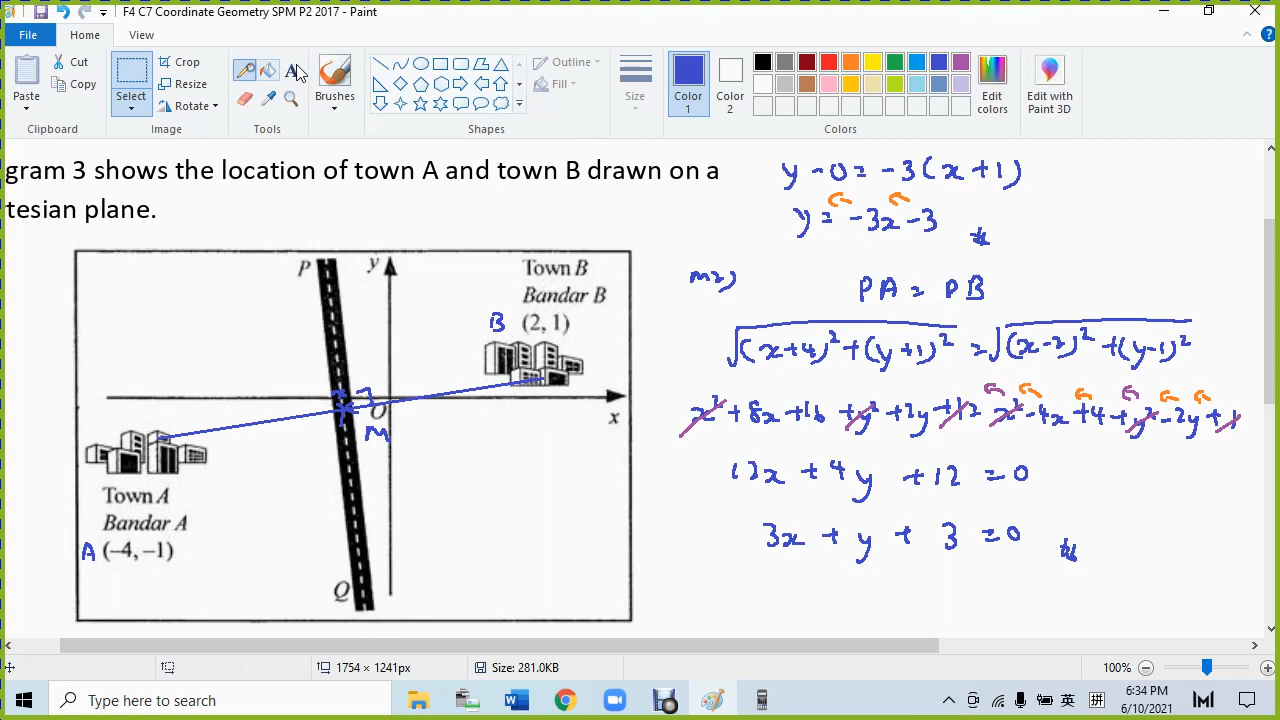 F4 C7 Coordinate Geometry SPM P2 2017 - Paint
File Home View
Paste
Cut
Copy
Clipboard
Select
Crop
Resize
Rotate
Image
A
Tools
Brushes
Outline
Fill
Shapes
Size
Color 1
Color 2
Colors
Edit colors
Edit with Paint 3D
gram 3 shows the location of town A and town B drawn on a
tesian plane.
P
y
Town B
Bandar B
B (2, 1)
O
x
M
Town A
Bandar A
A (–4, –1)
Q
y - 0 = -3(x+1)
y = -3x - 3
M2)
PA = PB
√(x+4)² + (y+1)² = √(x-2)² + (y-1)²
x² + 8x + 16 + y² + 2y + 1 = x² - 4x + 4 + y² - 2y + 1
12x + 4y + 12 = 0
3x + y + 3 = 0
1754 × 1241px
Size: 281.0KB
100%
Type here to search
英
拼
6:34 PM
6/10/2021